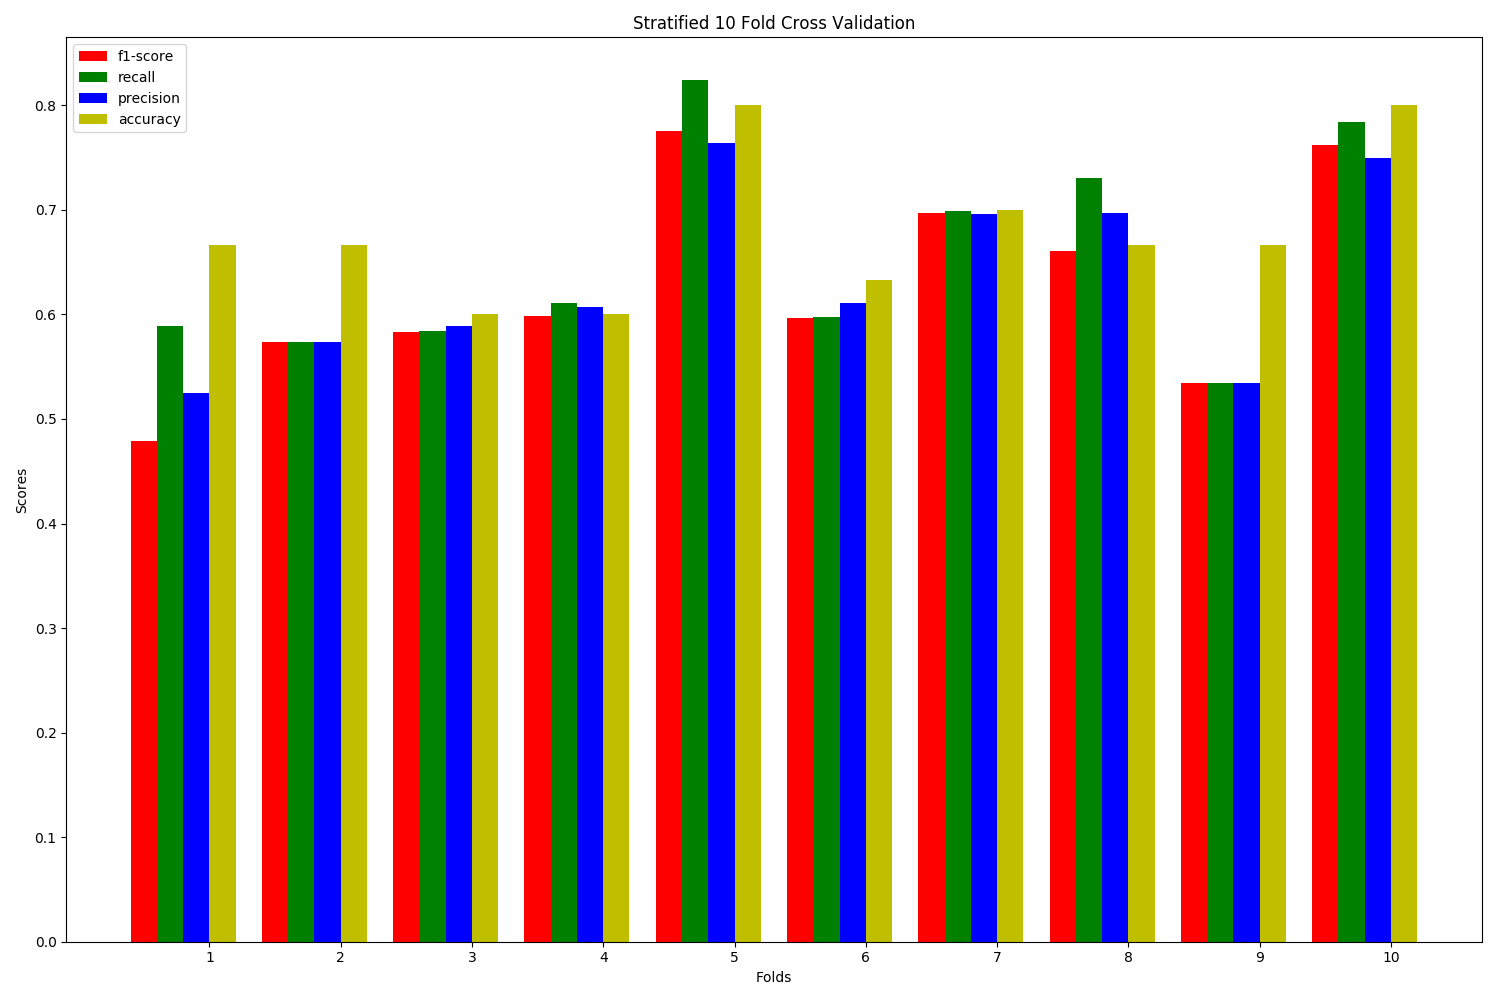 Stratified 10 Fold Cross Validation
f1-score
recall
precision
accuracy
Scores
0.8
0.7
0.6
0.5
0.4
0.3
0.2
0.1
0.0
1 2 3 4 5 6 7 8 9 10
Folds